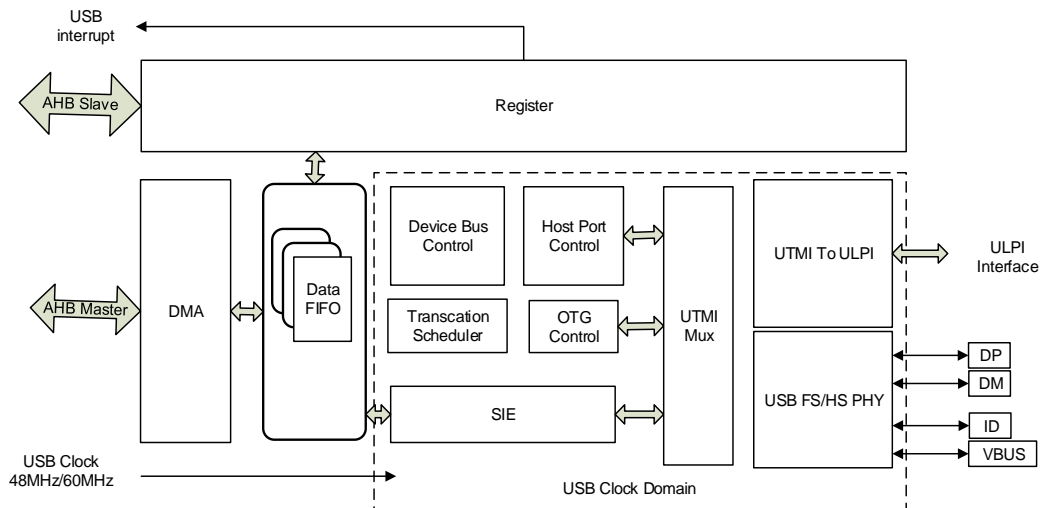 USB
interrupt
AHB Slave
Register
Device Bus
Control
Host Port
Control
UTMI To ULPI
ULPI
Interface
AHB Master
DMA
Data
FIFO
Transcation
Scheduler
OTG
Control
UTMI
Mux
USB FS/HS PHY
DP
DM
SIE
ID
VBUS
USB Clock
48MHz/60MHz
USB Clock Domain